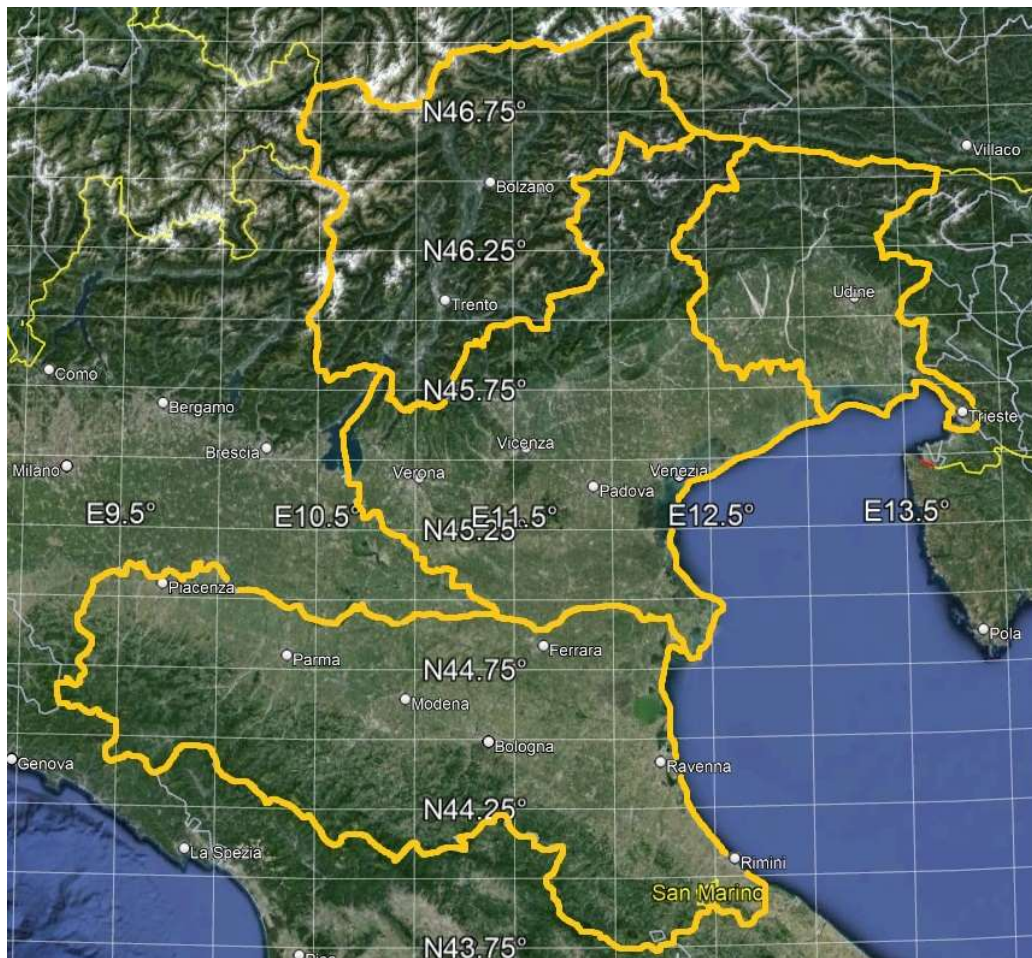 N46.75°
Villaco
Bolzano
N46.25°
Trento
Udine
Como
N45.75°
Bergamo
Trieste
Brescia
Vicenza
Milano
Verona
Padova
Venezia
E9.5°
E10.5°
E11.5°
E12.5°
E13.5°
N45.25°
Piacenza
Pola
Ferrara
Parma
N44.75°
Modena
Bologna
Genova
Ravenna
N44.25°
La Spezia
Rimini
San Marino
N43.75°